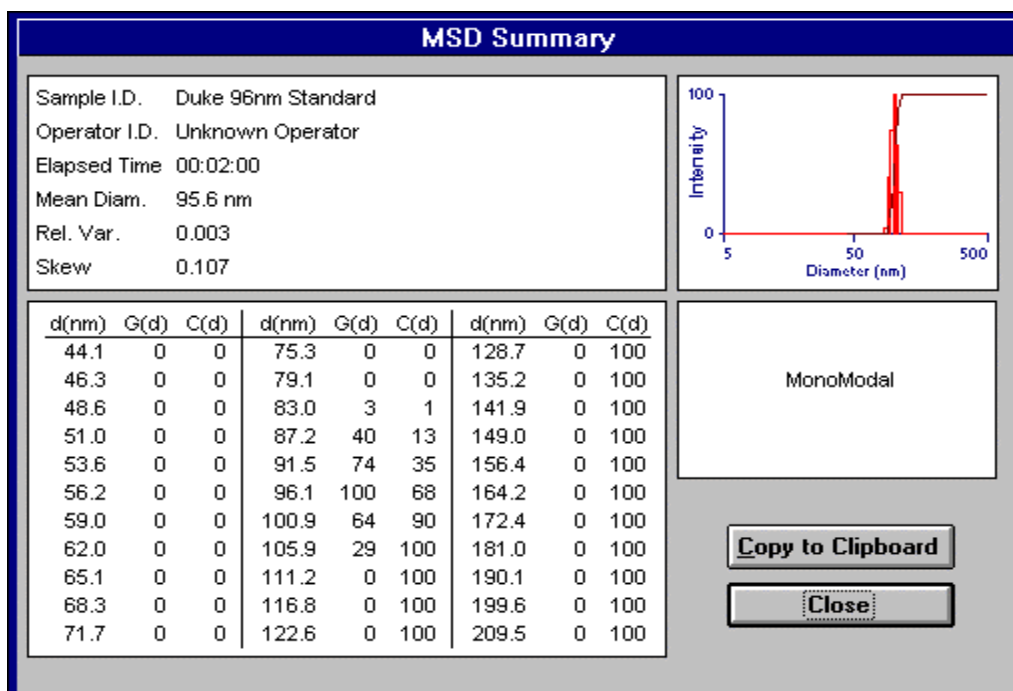 MSD Summary
Sample I.D. Duke 96nm Standard
Operator I.D. Unknown Operator
Elapsed Time 00:02:00
Mean Diam. 95.6 nm
Rel. Var. 0.003
Skew 0.107
100
Intensity
0
5 50 500
Diameter (nm)
d(nm) G(d) C(d) d(nm) G(d) C(d) d(nm) G(d) C(d)
44.1 0 0 75.3 0 0 128.7 0 100
46.3 0 0 79.1 0 0 135.2 0 100
48.6 0 0 83.0 3 1 141.9 0 100
51.0 0 0 87.2 40 13 149.0 0 100
53.6 0 0 91.5 74 35 156.4 0 100
56.2 0 0 96.1 100 68 164.2 0 100
59.0 0 0 100.9 64 90 172.4 0 100
62.0 0 0 105.9 29 100 181.0 0 100
65.1 0 0 111.2 0 100 190.1 0 100
68.3 0 0 116.8 0 100 199.6 0 100
71.7 0 0 122.6 0 100 209.5 0 100
MonoModal
Copy to Clipboard
Close